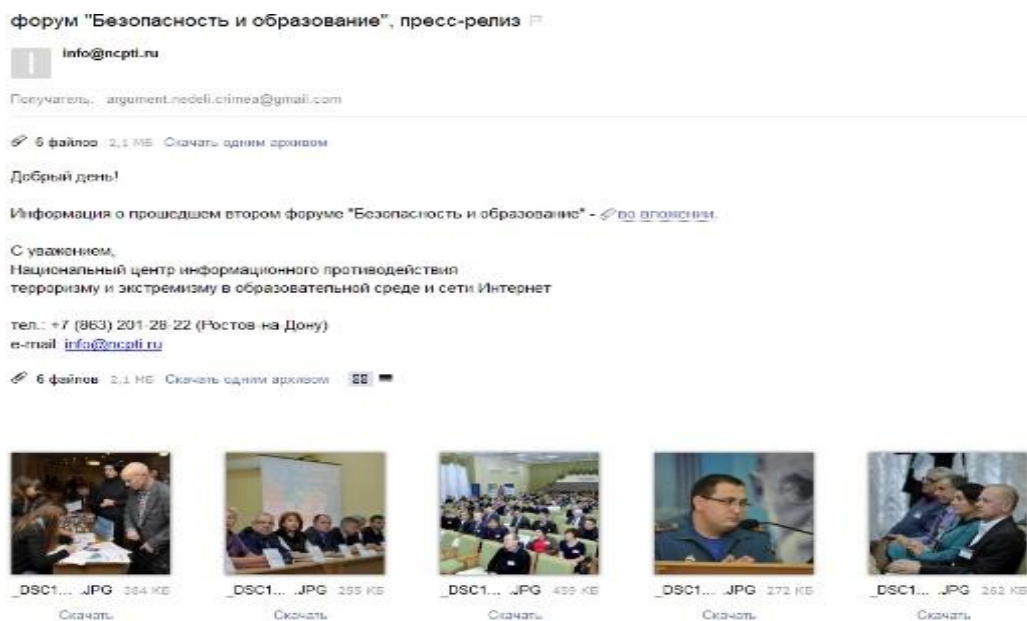 форум "Безопасность и образование", пресс-релиз
info@ncpti.ru
Получатель: argument.nedeli.crimea@gmail.com
6 файлов 2,1 МБ Скачать одним архивом
Добрый день!
Информация о прошедшем втором форуме "Безопасность и образование" - во вложении.
С уважением,
Национальный центр информационного противодействия
терроризму и экстремизму в образовательной среде и сети Интернет
тел.: +7 (863) 201-28-22 (Ростов-на-Дону)
e-mail: info@ncpti.ru
6 файлов 2,1 МБ Скачать одним архивом
_DSC1... .JPG 384 КБ _DSC1... .JPG 255 КБ _DSC1... .JPG 459 КБ _DSC1... .JPG 272 КБ _DSC1... .JPG 262 КБ
Скачать Скачать Скачать Скачать Скачать